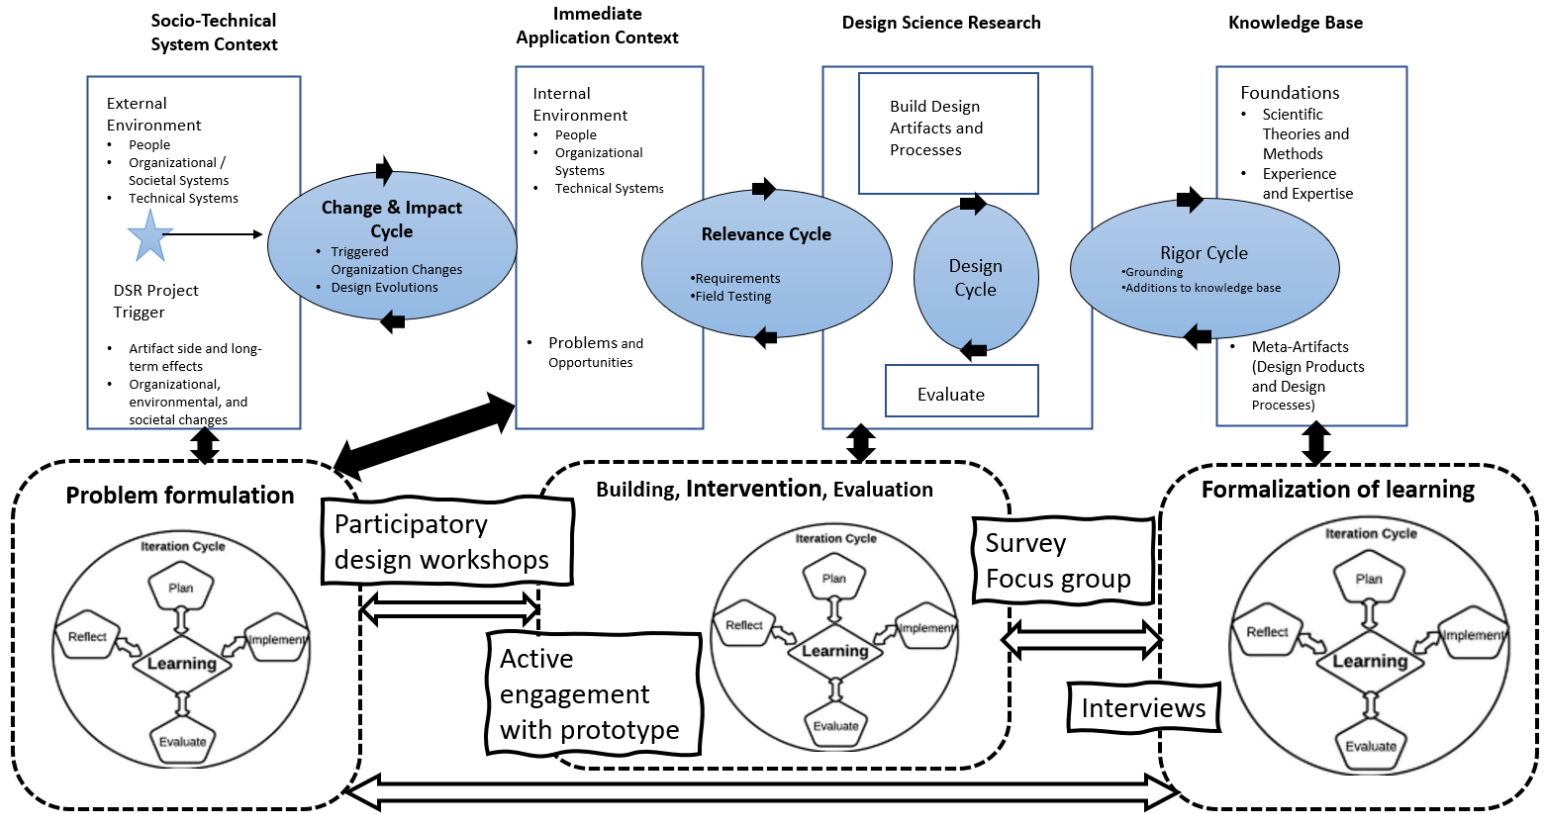 Socio-Technical
System Context
Immediate
Application Context
Design Science Research
Knowledge Base
External
Environment
• People
• Organizational /
Societal Systems
• Technical Systems
DSR Project
Trigger
• Artifact side and long-
term effects
• Organizational,
environmental, and
societal changes
Change & Impact
Cycle
• Triggered
Organization Changes
• Design Evolutions
Internal
Environment
• People
• Organizational
Systems
• Technical Systems
• Problems and
Opportunities
Relevance Cycle
•Requirements
•Field Testing
Build Design
Artifacts and
Processes
Design
Cycle
Evaluate
Rigor Cycle
•Grounding
•Additions to knowledge base
Foundations
• Scientific
Theories and
Methods
• Experience
and Expertise
• Meta-Artifacts
(Design Products
and Design
Processes)
Problem formulation
Iteration Cycle
Plan
Reflect
Implement
Learning
Evaluate
Participatory
design workshops
Active
engagement
with prototype
Building, Intervention, Evaluation
Iteration Cycle
Plan
Reflect
Implement
Learning
Evaluate
Survey
Focus group
Interviews
Formalization of learning
Iteration Cycle
Plan
Reflect
Implement
Learning
Evaluate